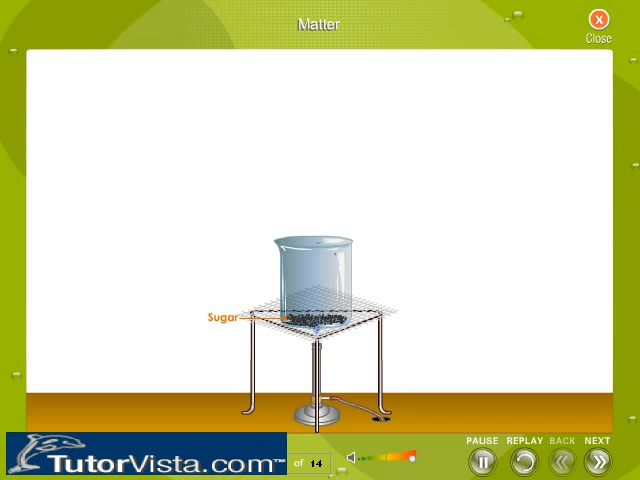 Matter
X
Close
Sugar
PAUSE REPLAY BACK NEXT
TutorVista.com™
of 14